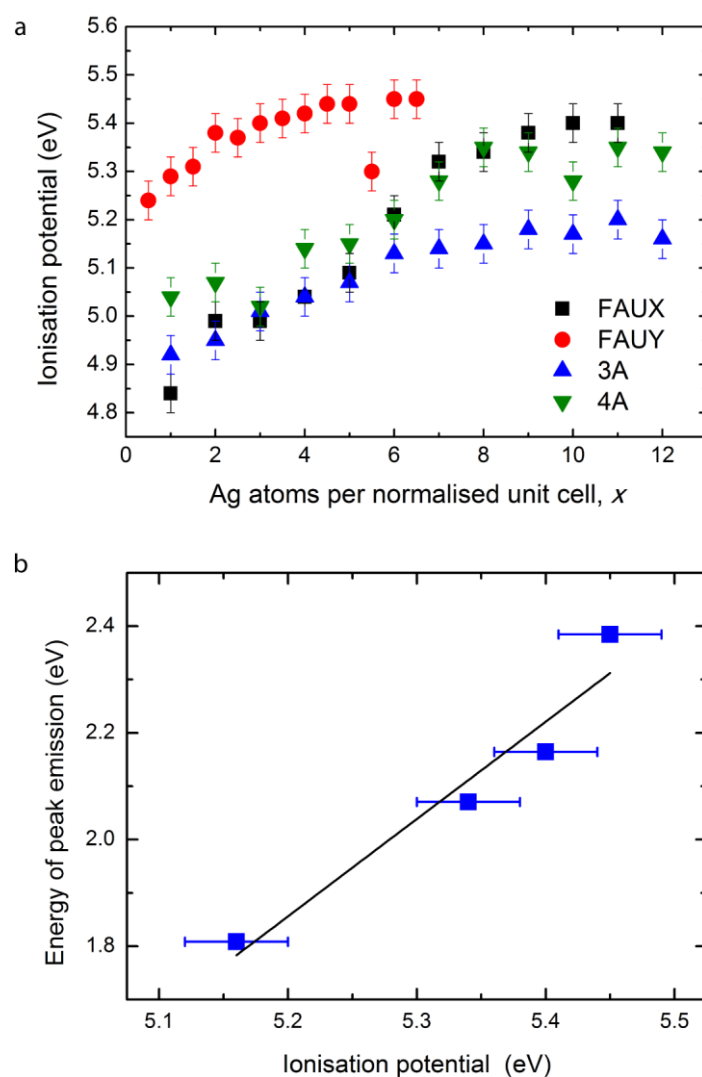 a
5.6
5.5
5.4
5.3
5.2
5.1
5.0
4.9
4.8
Ionisation potential (eV)
FAUX
FAUY
3A
4A
0 2 4 6 8 10 12
Ag atoms per normalised unit cell, x
b
2.4
2.2
2.0
1.8
Energy of peak emission (eV)
5.1 5.2 5.3 5.4 5.5
Ionisation potential (eV)